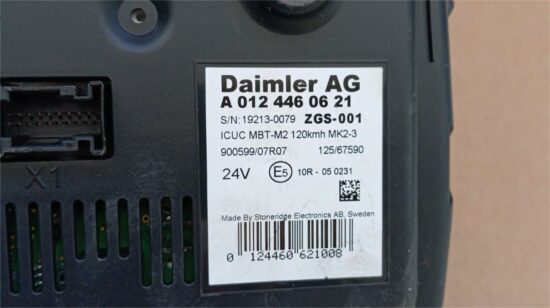 Daimler AG
A 012 446 06 21
S/N: 19213-0079 ZGS-001
ICUC MBT-M2 120kmh MK2-3
900599/07R07 125/67590
24V E5 10R - 05 0231
Made By Stoneridge Electronics AB, Sweden
0 124460 621008
X1